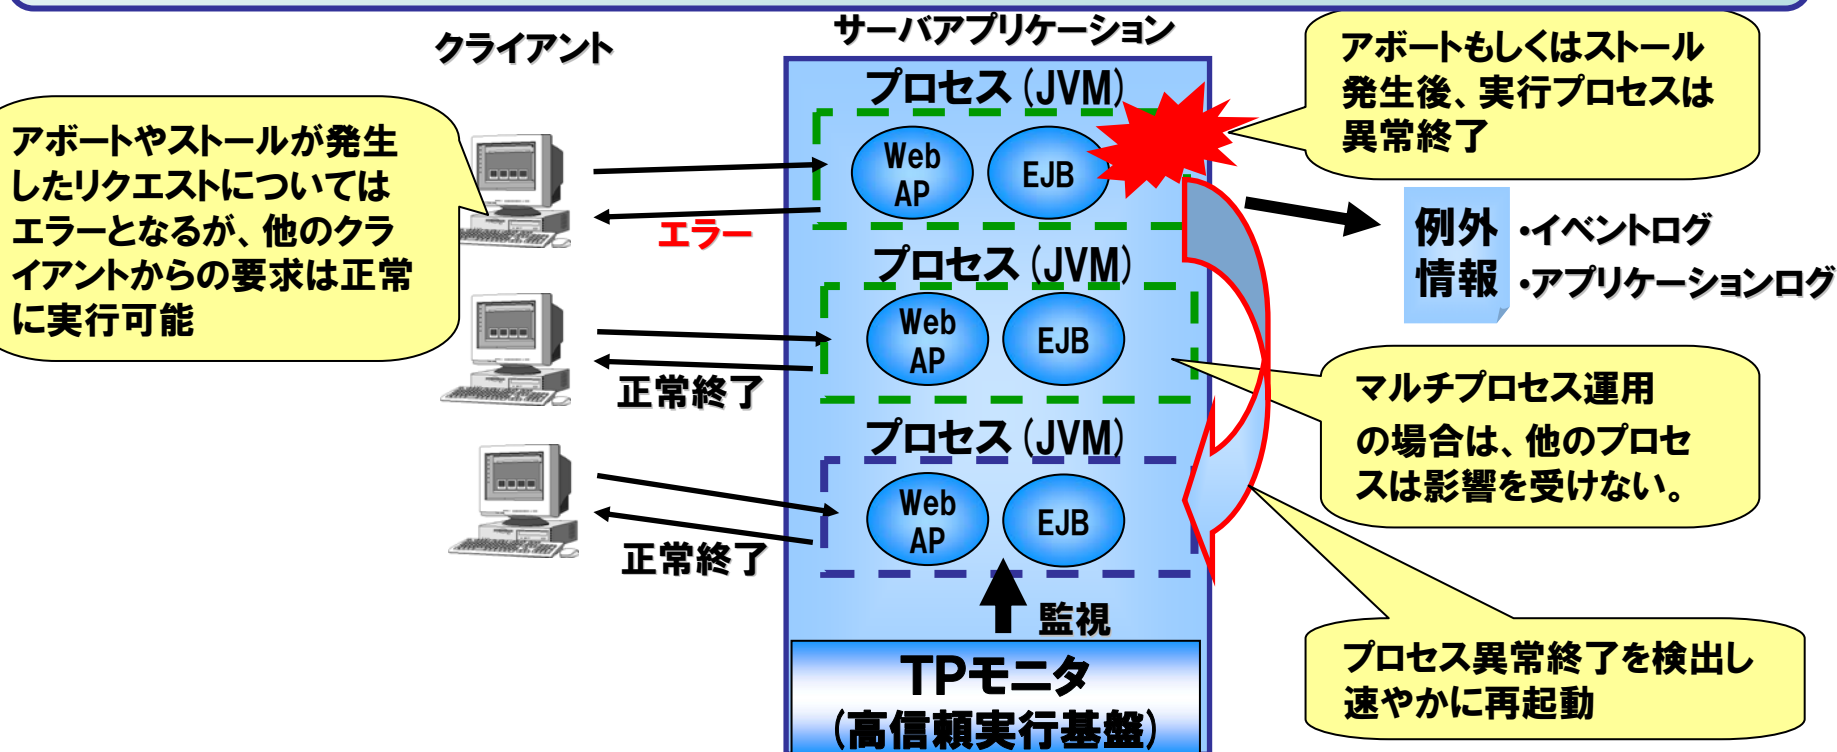 クライアント
サーバアプリケーション
アボートもしくはストール
発生後、実行プロセスは
異常終了
アボートやストールが発生
したリクエストについては
エラーとなるが、他のクラ
イアントからの要求は正常
に実行可能
プロセス(JVM)
Web
AP
EJB
エラー
例外
情報
・イベントログ
・アプリケーションログ
プロセス(JVM)
Web
AP
EJB
正常終了
マルチプロセス運用
の場合は、他のプロセ
スは影響を受けない。
プロセス(JVM)
Web
AP
EJB
正常終了
監視
TPモニタ
(高信頼実行基盤)
プロセス異常終了を検出し
速やかに再起動